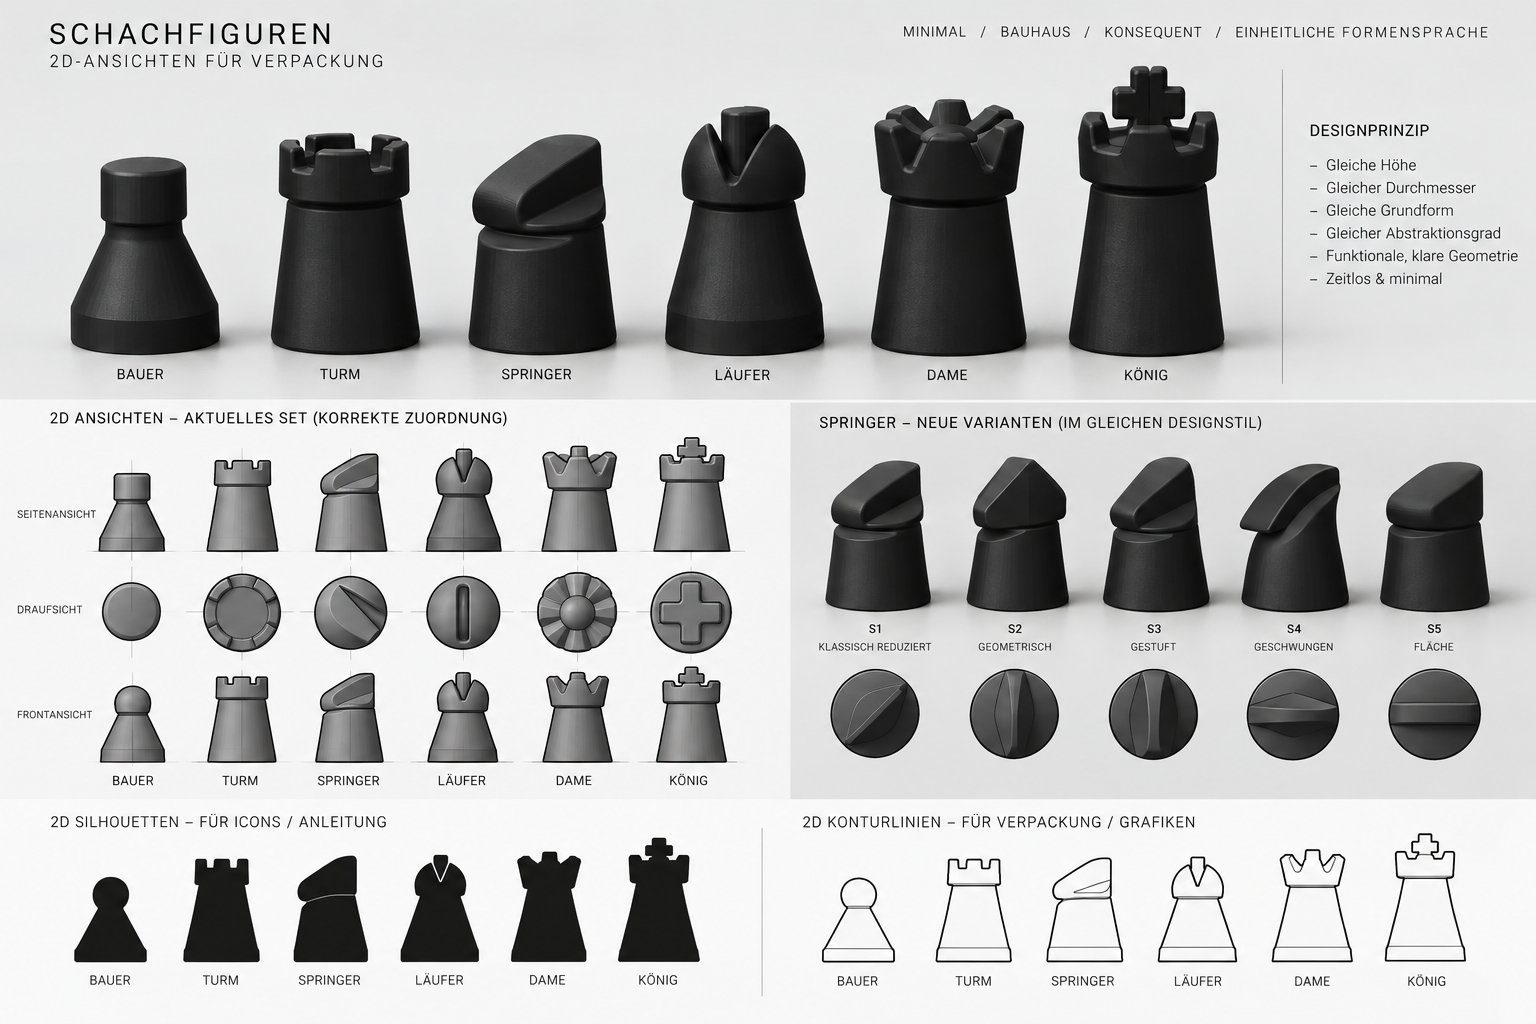 SCHACHFIGUREN
2D-ANSICHTEN FÜR VERPACKUNG
MINIMAL / BAUHAUS / KONSEQUENT / EINHEITLICHE FORMENSPRACHE
DESIGNPRINZIP
– Gleiche Höhe
– Gleicher Durchmesser
– Gleiche Grundform
– Gleicher Abstraktionsgrad
– Funktionale, klare Geometrie
– Zeitlos & minimal
BAUER TURM SPRINGER LÄUFER DAME KÖNIG
2D ANSICHTEN – AKTUELLES SET (KORREKTE ZUORDNUNG)
SEITENANSICHT
DRAUFSICHT
FRONTANSICHT
BAUER TURM SPRINGER LÄUFER DAME KÖNIG
SPRINGER – NEUE VARIANTEN (IM GLEICHEN DESIGNSTIL)
S1 S2 S3 S4 S5
KLASSISCH REDUZIERT GEOMETRISCH GESTUFT GESCHWUNGEN FLÄCHE
2D SILHOUETTEN – FÜR ICONS / ANLEITUNG
BAUER TURM SPRINGER LÄUFER DAME KÖNIG
2D KONTURLINIEN – FÜR VERPACKUNG / GRAFIKEN
BAUER TURM SPRINGER LÄUFER DAME KÖNIG